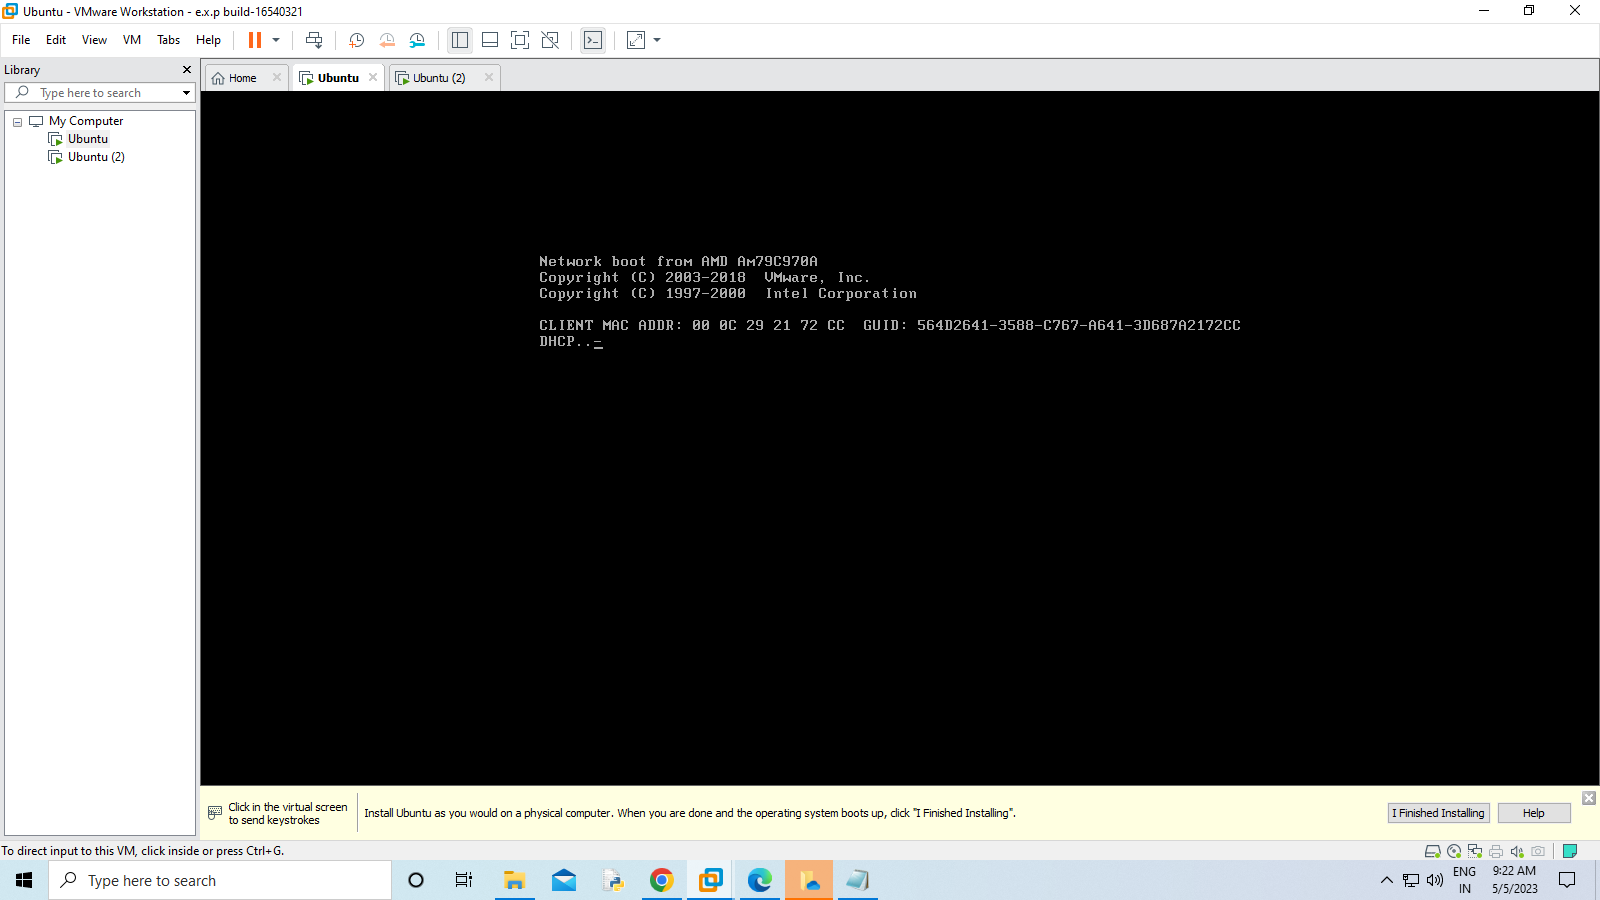 Ubuntu - VMware Workstation - e.x.p build-16540321
File Edit View VM Tabs Help
Library
Type here to search
My Computer
Ubuntu
Ubuntu (2)
Home
Ubuntu
Ubuntu (2)
Network boot from AMD Am79C970A
Copyright (C) 2003-2018  VMware, Inc.
Copyright (C) 1997-2000  Intel Corporation
CLIENT MAC ADDR: 00 0C 29 21 72 CC  GUID: 564D2641-3588-C767-A641-3D687A2172CC
DHCP..-
Click in the virtual screen
to send keystrokes
Install Ubuntu as you would on a physical computer. When you are done and the operating system boots up, click "I Finished Installing".
I Finished Installing
Help
To direct input to this VM, click inside or press Ctrl+G.
Type here to search
ENG
IN
9:22 AM
5/5/2023